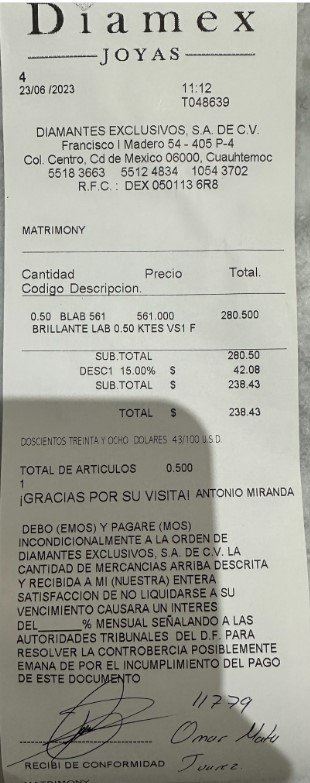 Diamex
JOYAS
4
23/06 /2023 11:12
T048639
DIAMANTES EXCLUSIVOS, S.A. DE C.V.
Francisco I Madero 54 - 405 P-4
Col. Centro, Cd de Mexico 06000, Cuauhtemoc
5518 3663 5512 4834 1054 3702
R.F.C. : DEX 050113 6R8
MATRIMONY
Cantidad Precio Total.
Codigo Descripcion.
0.50 BLAB 561 561.000 280.500
BRILLANTE LAB 0.50 KTES VS1 F
SUB.TOTAL 280.50
DESC1 15.00% $ 42.08
SUB.TOTAL $ 238.43
TOTAL $ 238.43
DOSCIENTOS TREINTA Y OCHO DOLARES 43/100 U.S.D.
TOTAL DE ARTICULOS 0.500
1
¡GRACIAS POR SU VISITA! ANTONIO MIRANDA
DEBO (EMOS) Y PAGARE (MOS)
INCONDICIONALMENTE A LA ORDEN DE
DIAMANTES EXCLUSIVOS, S.A. DE C.V. LA
CANTIDAD DE MERCANCIAS ARRIBA DESCRITA
Y RECIBIDA A MI (NUESTRA) ENTERA
SATISFACCION DE NO LIQUIDARSE A SU
VENCIMIENTO CAUSARA UN INTERES
DEL_______% MENSUAL SEÑALANDO A LAS
AUTORIDADES TRIBUNALES DEL D.F. PARA
RESOLVER LA CONTROBERCIA POSIBLEMENTE
EMANA DE POR EL INCUMPLIMIENTO DEL PAGO
DE ESTE DOCUMENTO
11779
Omar
RECIBI DE CONFORMIDAD
MATRIMONY